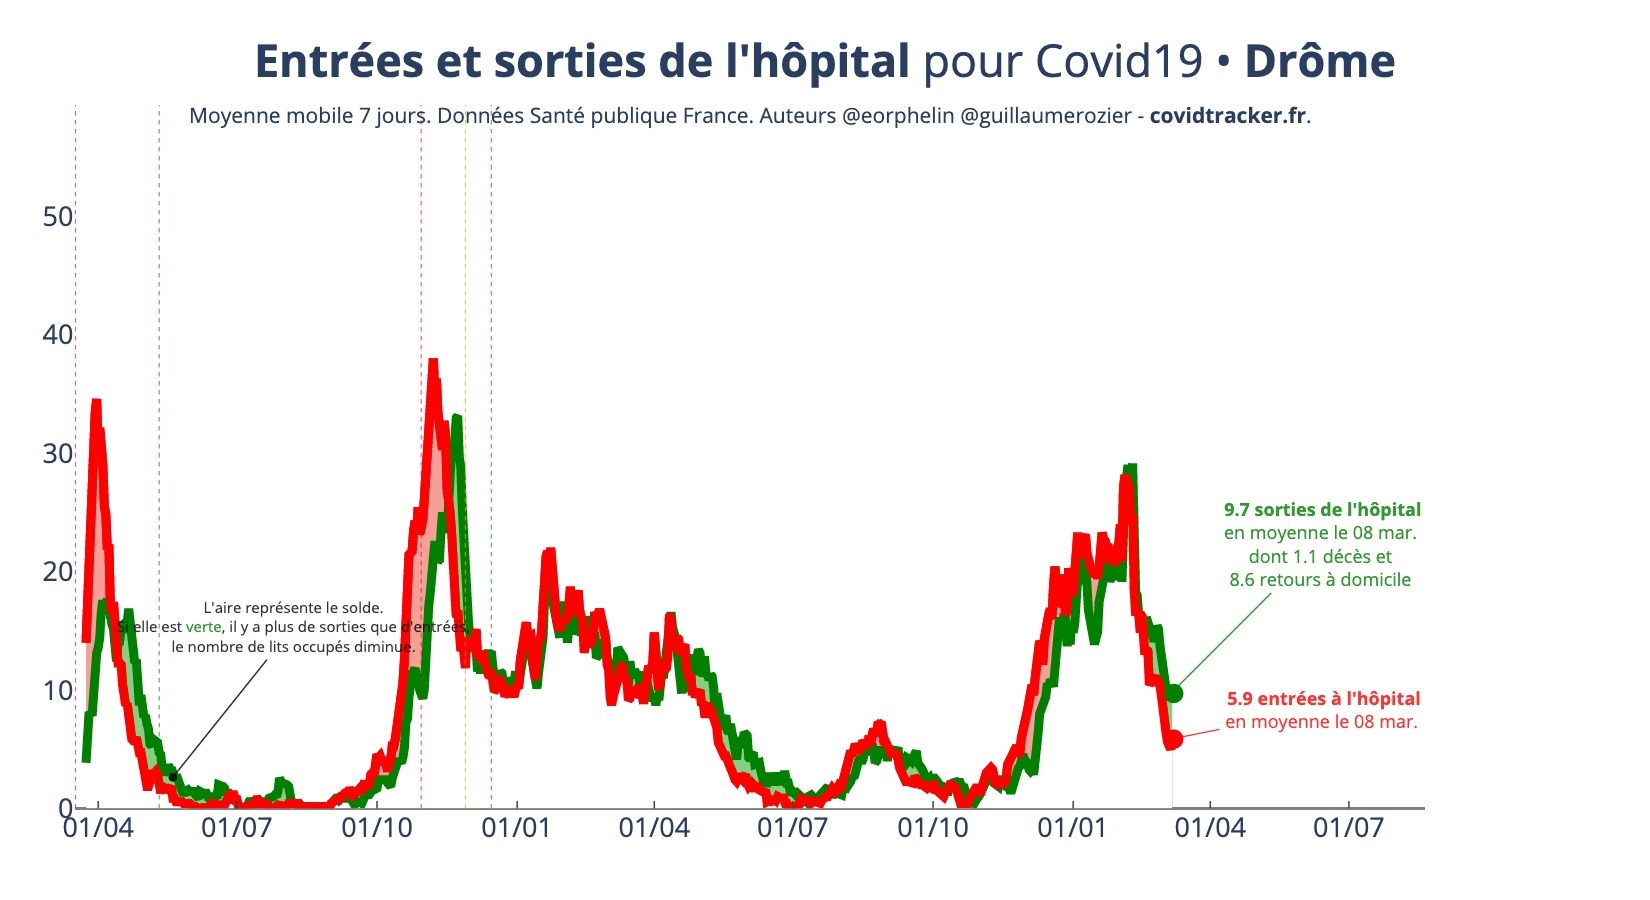 Entrées et sorties de l'hôpital pour Covid19 • Drôme
Moyenne mobile 7 jours. Données Santé publique France. Auteurs @eorphelin @guillaumerozier - covidtracker.fr.
50
40
30
20
10
0
L'aire représente le solde.
Si elle est verte, il y a plus de sorties que d'entrées,
le nombre de lits occupés diminue.
9.7 sorties de l'hôpital
en moyenne le 08 mar.
dont 1.1 décès et
8.6 retours à domicile
5.9 entrées à l'hôpital
en moyenne le 08 mar.
01/04 01/07 01/10 01/01 01/04 01/07 01/10 01/01 01/04 01/07